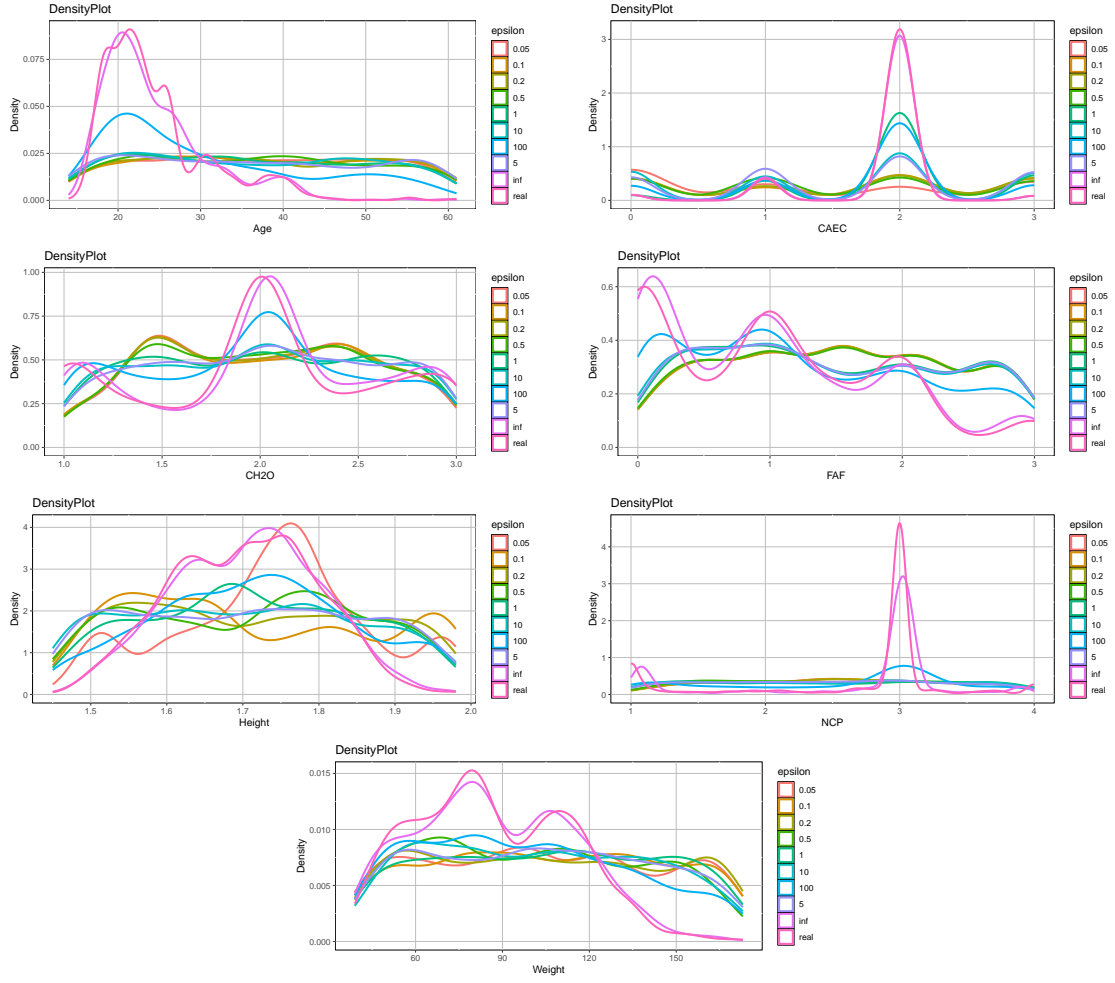 DensityPlot
0.075
0.050
0.025
0.000
Density
20
30
40
50
60
Age
epsilon
0.05
0.1
0.2
0.5
1
10
100
5
inf
real
DensityPlot
3
2
1
0
Density
0
1
2
3
CAEC
epsilon
0.05
0.1
0.2
0.5
1
10
100
5
inf
real
DensityPlot
1.00
0.75
0.50
0.25
0.00
Density
1.0
1.5
2.0
2.5
3.0
CH2O
epsilon
0.05
0.1
0.2
0.5
1
10
100
5
inf
real
DensityPlot
0.6
0.4
0.2
0.0
Density
0
1
2
3
FAF
epsilon
0.05
0.1
0.2
0.5
1
10
100
5
inf
real
DensityPlot
4
3
2
1
0
Density
1.5
1.6
1.7
1.8
1.9
2.0
Height
epsilon
0.05
0.1
0.2
0.5
1
10
100
5
inf
real
DensityPlot
4
3
2
1
0
Density
1
2
3
4
NCP
epsilon
0.05
0.1
0.2
0.5
1
10
100
5
inf
real
DensityPlot
0.015
0.010
0.005
0.000
Density
60
90
120
150
Weight
epsilon
0.05
0.1
0.2
0.5
1
10
100
5
inf
real